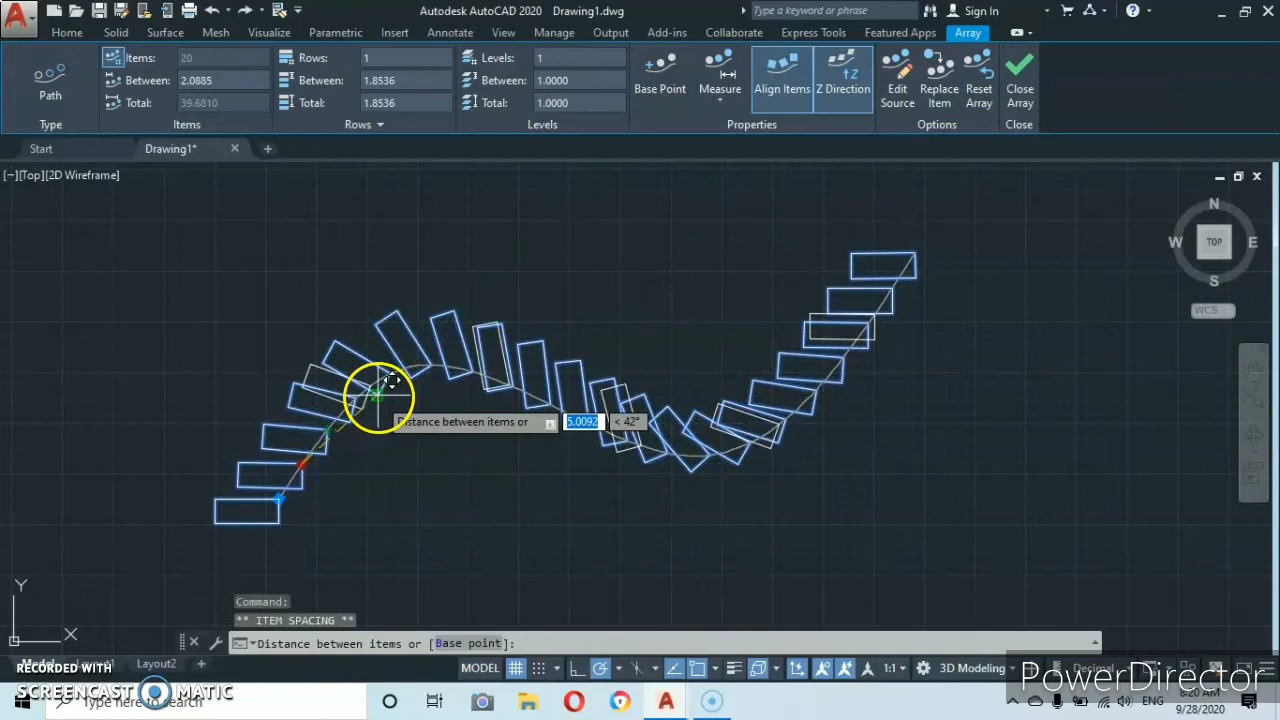 Autodesk AutoCAD 2020 Drawing1.dwg
Type a keyword or phrase
Sign In
Home Solid Surface Mesh Visualize Parametric Insert Annotate View Manage Output Add-ins Collaborate Express Tools Featured Apps Array
Items: 20 Rows: 1 Levels: 1
Between: 2.0885 Between: 1.8536 Between: 1.0000
Total: 39.6810 Total: 1.8536 Total: 1.0000
Path
Base Point Measure Align Items Z Direction
Edit Source Replace Item Reset Array Close Array
Type Items Rows Levels Properties Options Close
Start Drawing1*
[−][Top][2D Wireframe]
N
W TOP E
S
WCS
Distance between items or 5.0092 < 42°
Y
X
Command:
** ITEM SPACING **
Distance between items or [Base point]:
Layout2
MODEL 1:1 3D Modeling Decimal
RECORDED WITH
SCREENCAST MATIC
PowerDirector
Type here to search
ENG
8:20 AM
9/28/2020